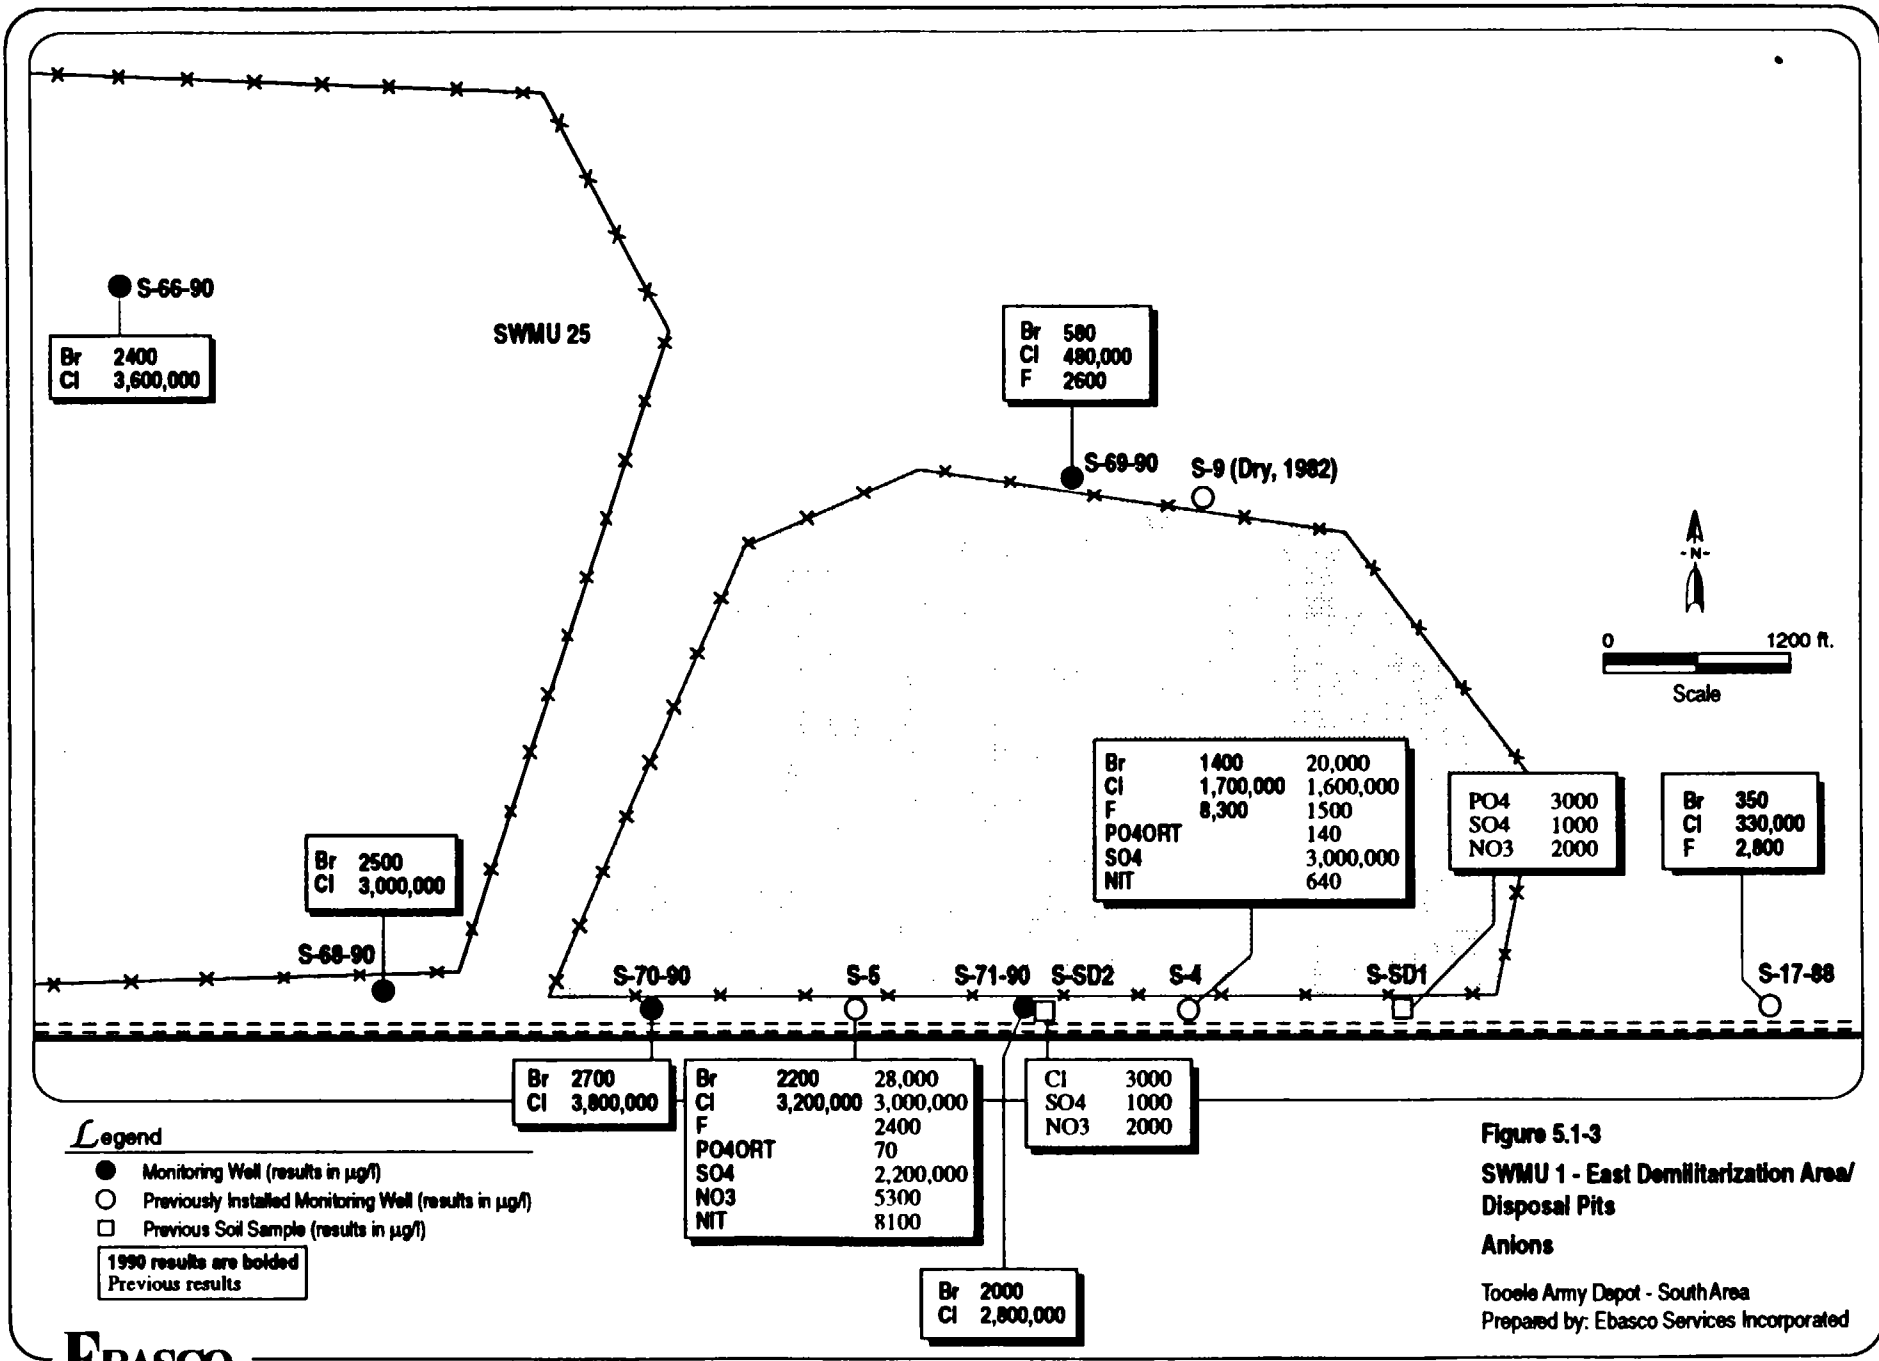 S-66-90
Br 2400
Cl 3,600,000
SWMU 25
Br 580
Cl 480,000
F 2600
S-69-90
S-9 (Dry, 1982)
-N-
0 1200 ft.
Scale
Br 1400 20,000
Cl 1,700,000 1,600,000
F 8,300 1500
PO4ORT 140
SO4 3,000,000
NIT 640
PO4 3000
SO4 1000
NO3 2000
Br 350
Cl 330,000
F 2,800
Br 2500
Cl 3,000,000
S-68-90
S-70-90
S-5
S-71-90
S-SD2
S-4
S-SD1
S-17-88
Br 2700
Cl 3,800,000
Br 2200 28,000
Cl 3,200,000 3,000,000
F 2400
PO4ORT 70
SO4 2,200,000
NO3 5300
NIT 8100
Cl 3000
SO4 1000
NO3 2000
Br 2000
Cl 2,800,000
Legend
Monitoring Well (results in µg/l)
Previously Installed Monitoring Well (results in µg/l)
Previous Soil Sample (results in µg/l)
1990 results are bolded
Previous results
Figure 5.1-3
SWMU 1 - East Demilitarization Area/
Disposal Pits
Anions
Tooele Army Depot - South Area
Prepared by: Ebasco Services Incorporated
EBASCO